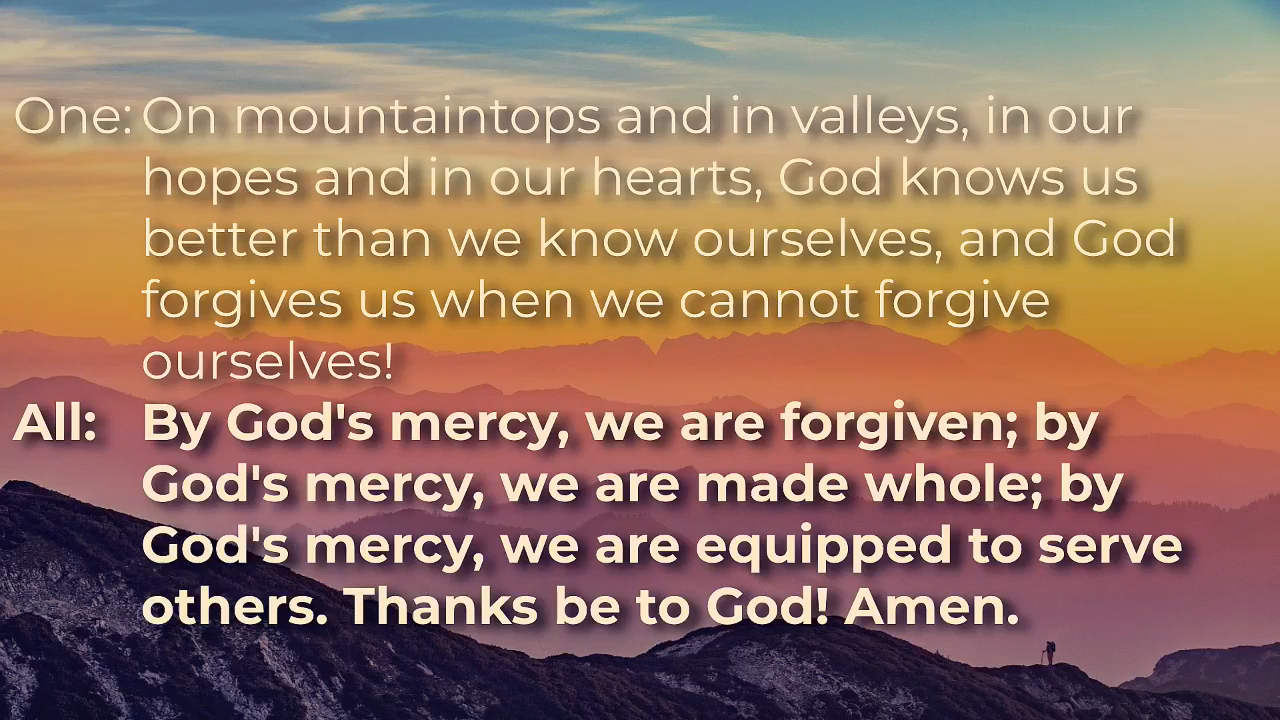 One: On mountaintops and in valleys, in our
hopes and in our hearts, God knows us
better than we know ourselves, and God
forgives us when we cannot forgive
ourselves!
All: By God's mercy, we are forgiven; by
God's mercy, we are made whole; by
God's mercy, we are equipped to serve
others. Thanks be to God! Amen.